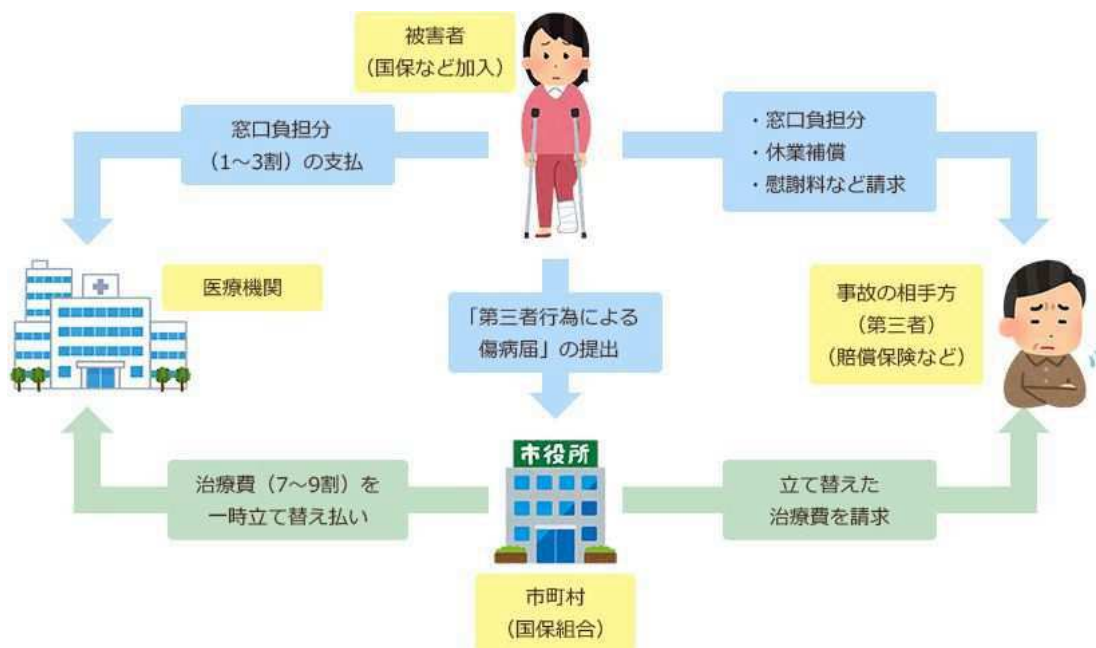 被害者
（国保など加入）
窓口負担分
（1～3割）の支払
・窓口負担分
・休業補償
・慰謝料など請求
医療機関
「第三者行為による
傷病届」の提出
事故の相手方
（第三者）
（賠償保険など）
市役所
治療費（7～9割）を
一時立て替え払い
立て替えた
治療費を請求
市町村
（国保組合）